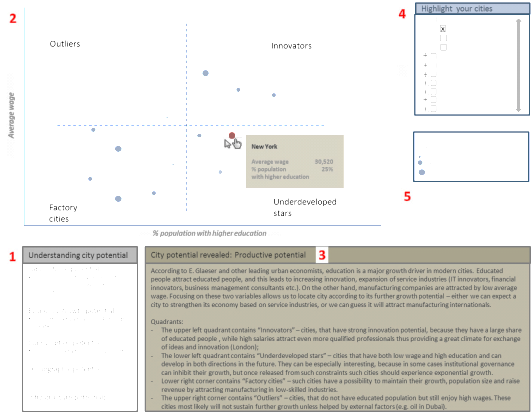 2
Outliers
Innovators
Average wage
New York
Average wage 50,520
% population 25%
with higher education
Factory
cities
Underdeveloped
stars
% population with higher education
4
Highlight your cities
X
5
1
Understanding city potential
City potential revealed: Productive potential
3
According to E. Glaeser and other leading urban economists, education is a major growth driver in modern cities. Educated
people attract educated people, and this leads to increasing innovation, expansion of service industries (IT innovators, financial
innovators, business management consultants etc.). On the other hand, manufacturing companies are attracted by low average
wage. Focusing on these two variables allows us to locate city according to its further growth potential – either we can expect a
city to strengthen its economy based on service industries, or we can guess it will attract manufacturing internationals.
Quadrants:
- The upper left quadrant contains "Innovators" – cities, that have strong innovation potential, because they have a large share
of educated people , while high salaries attract even more qualified professionals thus providing a great climate for exchange
of ideas and innovation (London);
- The lower left quadrant contains "Underdeveloped stars" – cities that have both low wage and high education and can
develop in both directions in the future. They can be especially interesting, because in some cases institutional governance
can inhibit their growth, but once released from such constraints such cities should experience exponential growth.
- Lower right corner contains "Factory cities" – such cities have a possibility to maintain their growth, population size and raise
revenue by attracting manufacturing in low-skilled industries.
- The upper right corner contains "Outliers" – cities, that do not have educated population but still enjoy high wages. These
cities most likely will not sustain further growth unless helped by external factors (e.g. oil in Dubai).